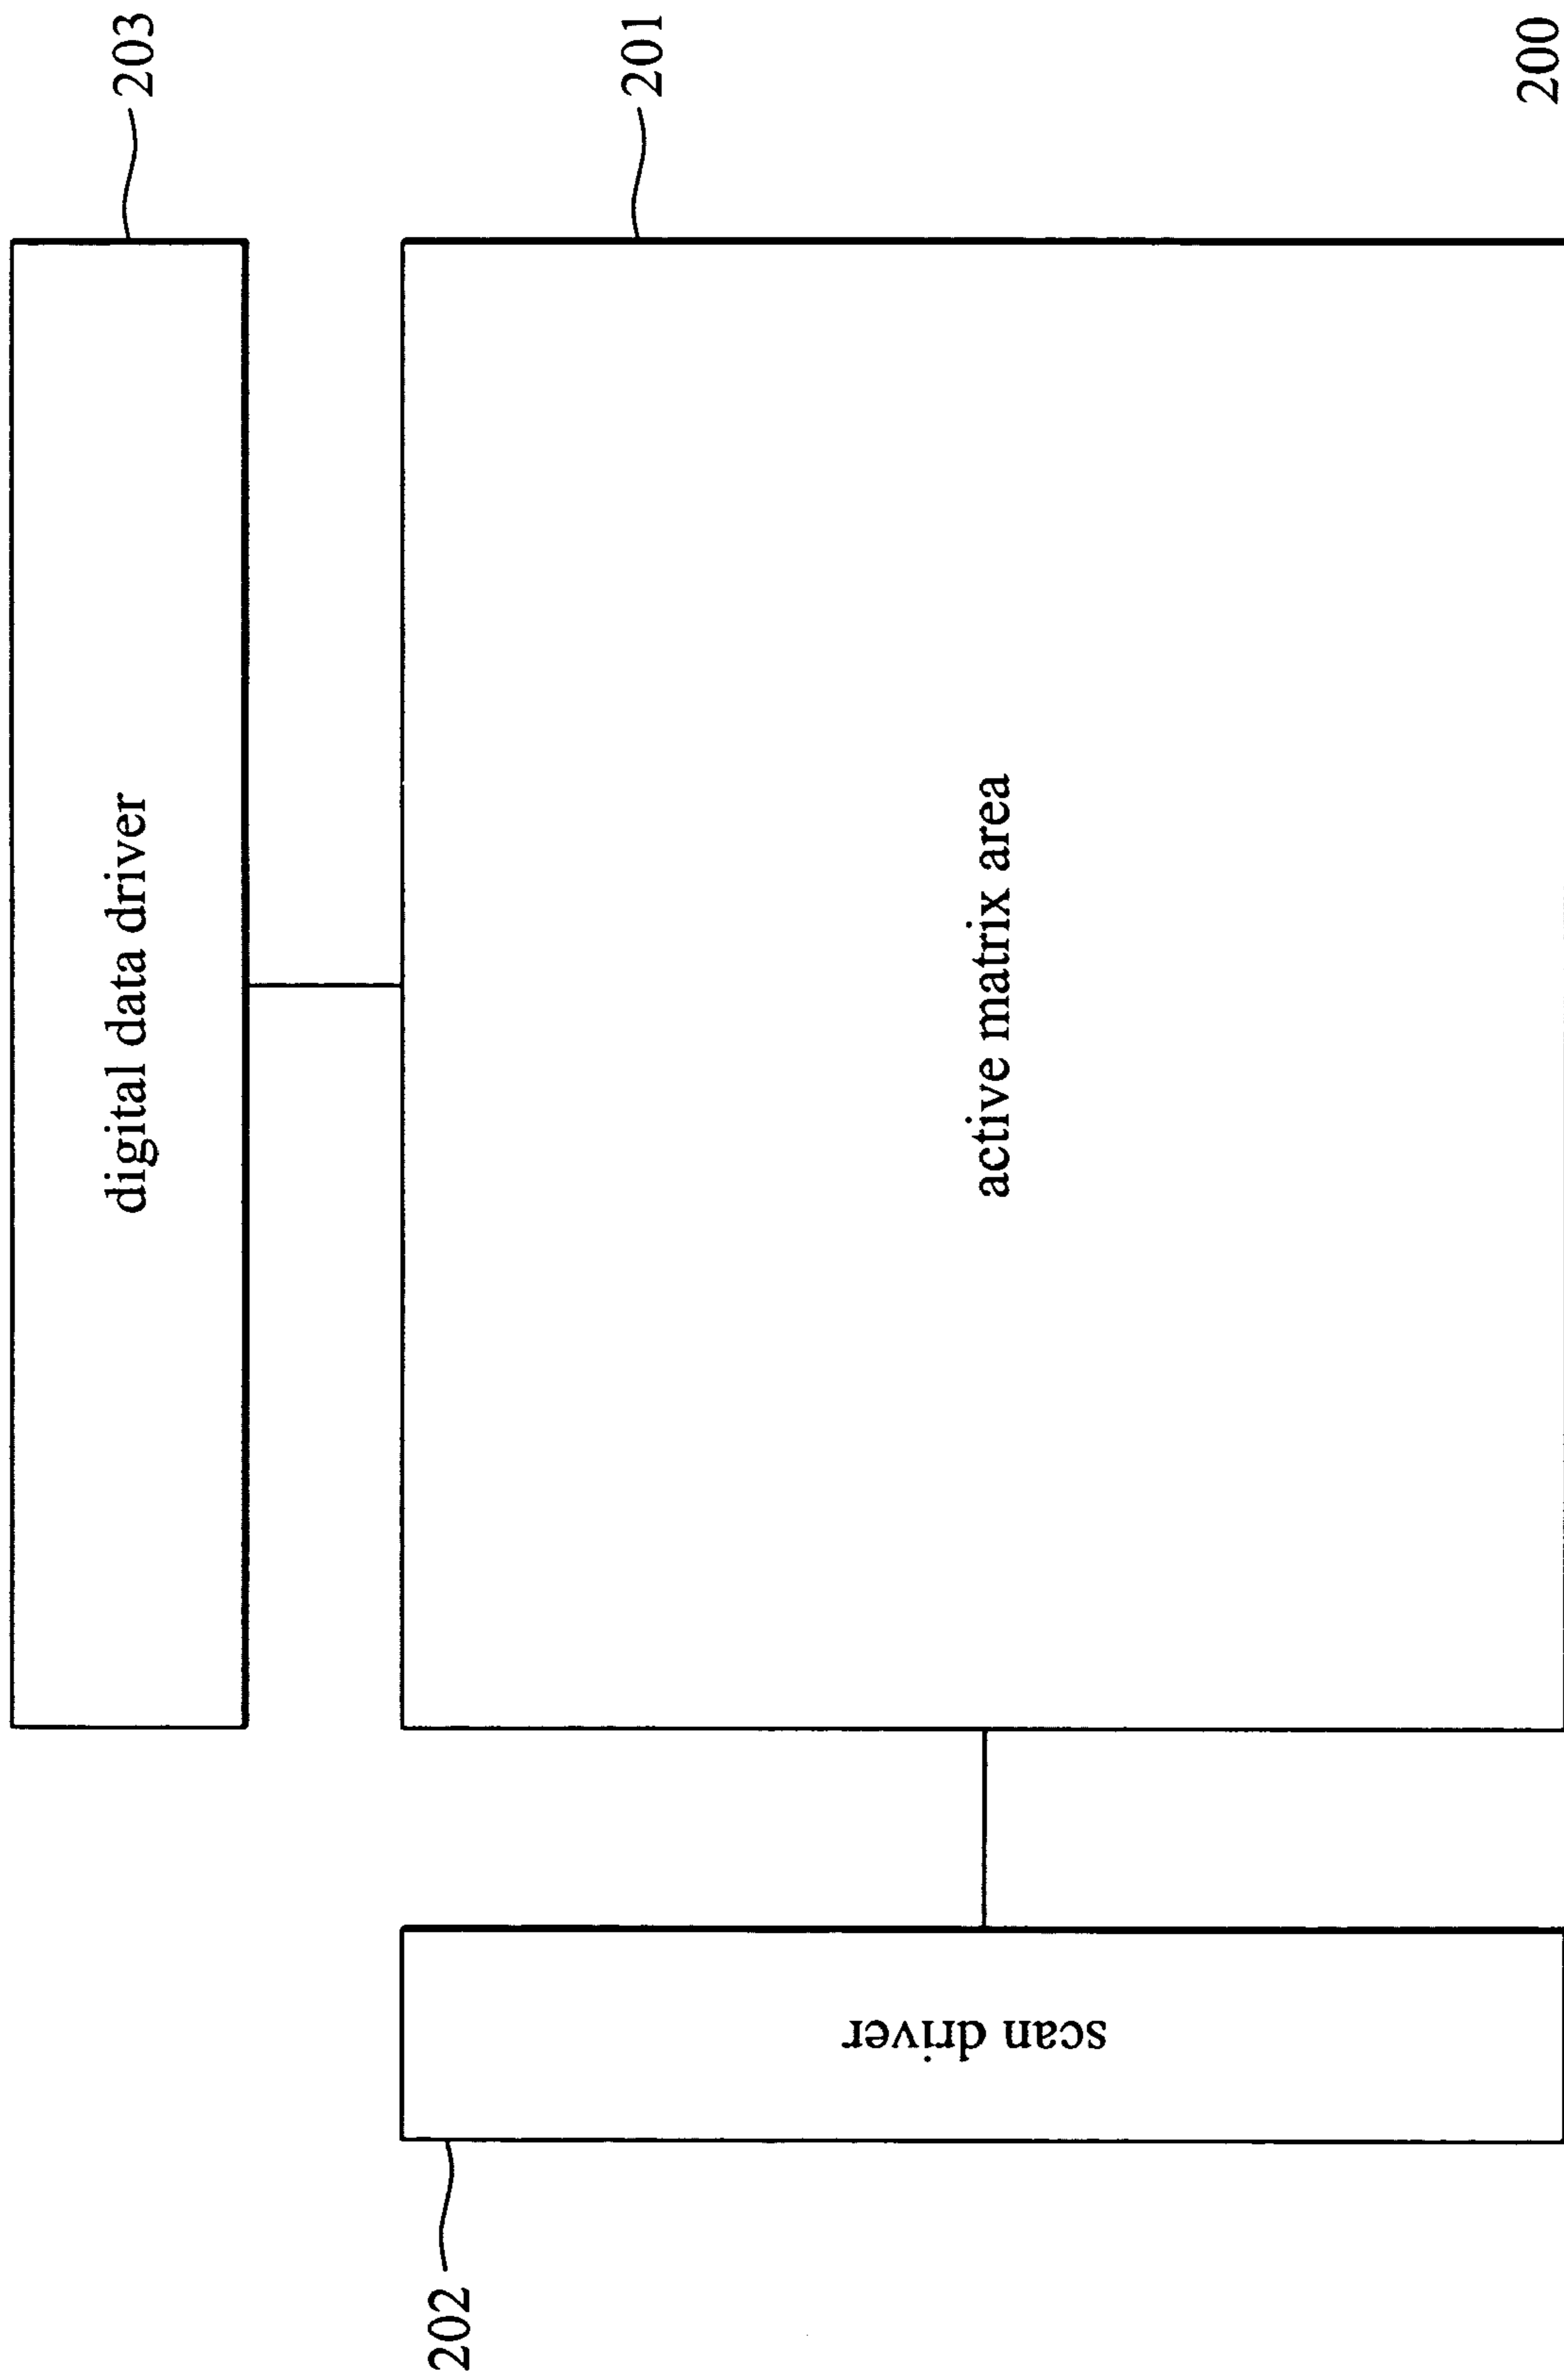 digital data driver
203
201
active matrix area
scan driver
202
200